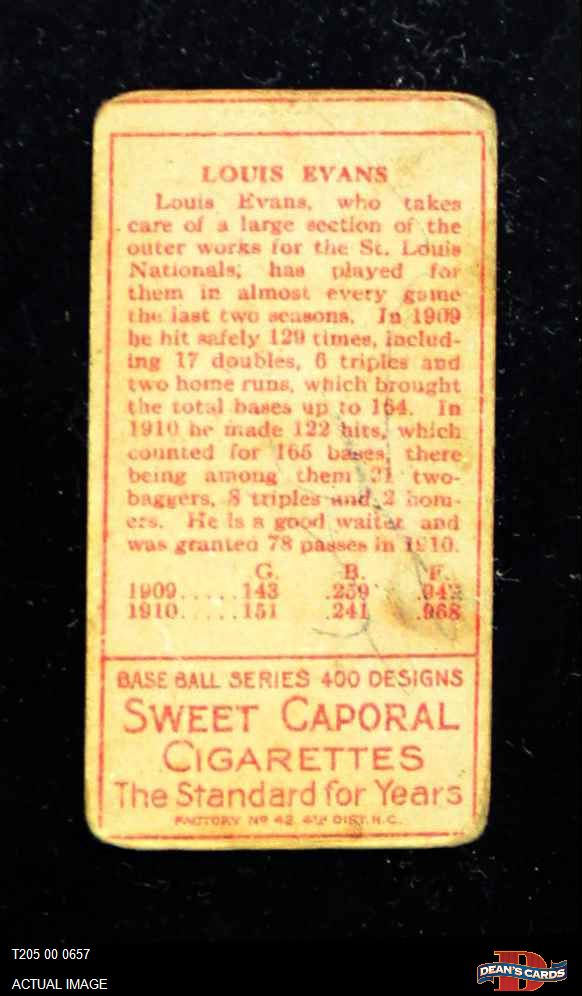 LOUIS EVANS
Louis Evans, who takes
care of a large section of the
outer works for the St. Louis
Nationals, has played for
them in almost every game
the last two seasons. In 1909
he hit safely 129 times, includ-
ing 17 doubles, 6 triples and
two home runs, which brought
the total bases up to 164. In
1910 he made 122 hits, which
counted for 165 bases, there
being among them 21 two-
baggers, 8 triples and 2 hom-
ers. He is a good waiter and
was granted 78 passes in 1910.
G. B. F.
1909.....143 .259 .942
1910.....151 .241 .968
BASE BALL SERIES 400 DESIGNS
SWEET CAPORAL
CIGARETTES
The Standard for Years
FACTORY No 42. 4th DIST. N.C.
T205 00 0657
ACTUAL IMAGE
D
DEAN'S CARDS